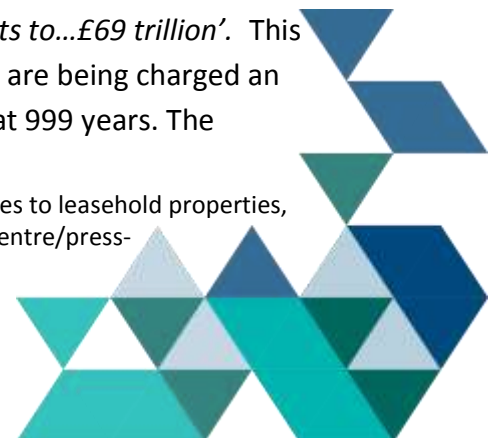 ts to…£69 trillion’. This
are being charged an
at 999 years. The
es to leasehold properties,
entre/press-